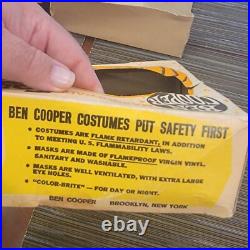 BEN COOPER COSTUMES PUT SAFETY FIRST
• COSTUMES ARE FLAME RETARDANT, IN ADDITION
TO MEETING U.S. FLAMMABILITY LAWS.
• MASKS ARE MADE OF FLAMEPROOF VIRGIN VINYL,
SANITARY AND WASHABLE.
• MASKS ARE WELL VENTILATED, WITH EXTRA LARGE
EYE HOLES.
• "COLOR-BRITE" — FOR DAY OR NIGHT.
BEN COOPER BROOKLYN, NEW YORK